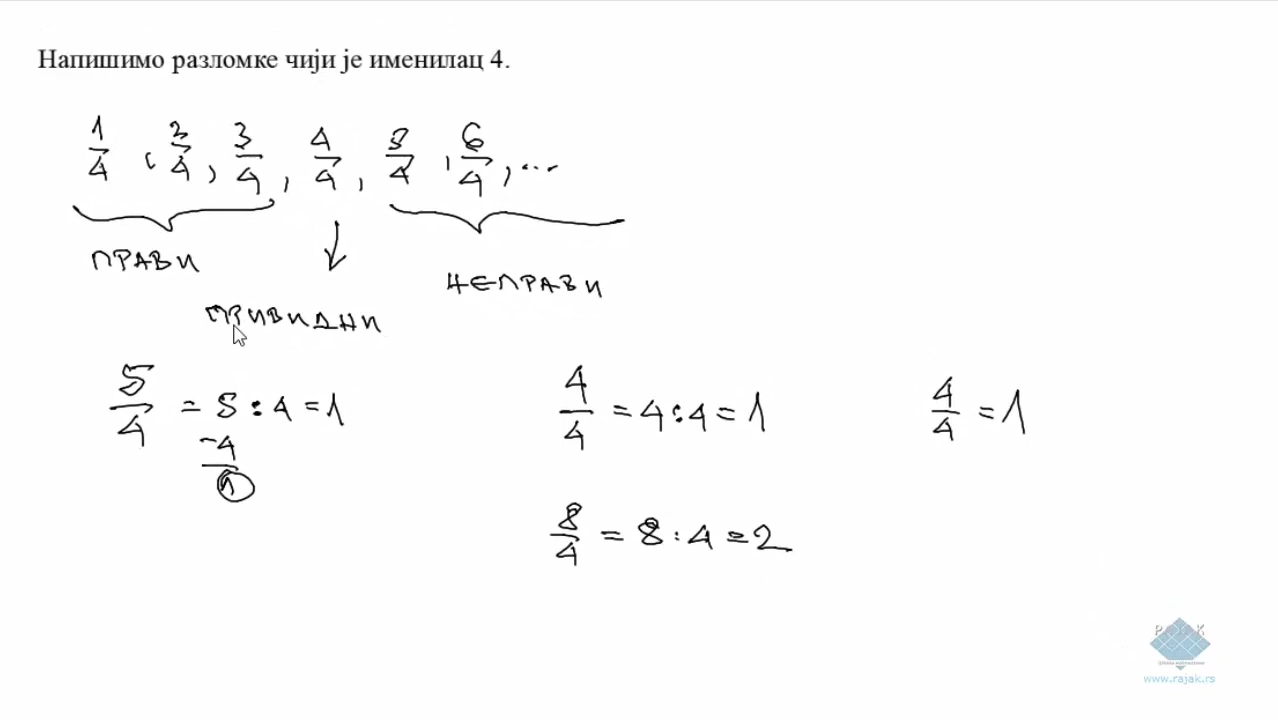 Напишимо разломке чији је именилац 4.
1/4, 2/4, 3/4, 4/4, 5/4, 6/4, ...
ПРАВИ
НЕПРАВИ
ПРИВИДНИ
5/4 = 5 : 4 = 1
-4
1
4/4 = 4 : 4 = 1
4/4 = 1
8/4 = 8 : 4 = 2
РАЈАК
www.rajak.rs